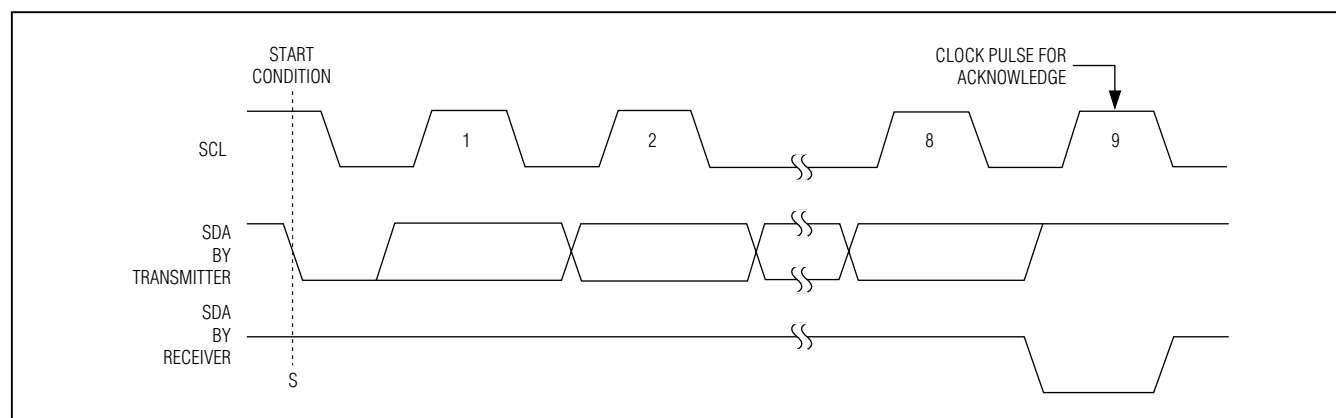 START
CONDITION
CLOCK PULSE FOR
ACKNOWLEDGE
SCL
1
2
8
9
SDA
BY
TRANSMITTER
SDA
BY
RECEIVER
S